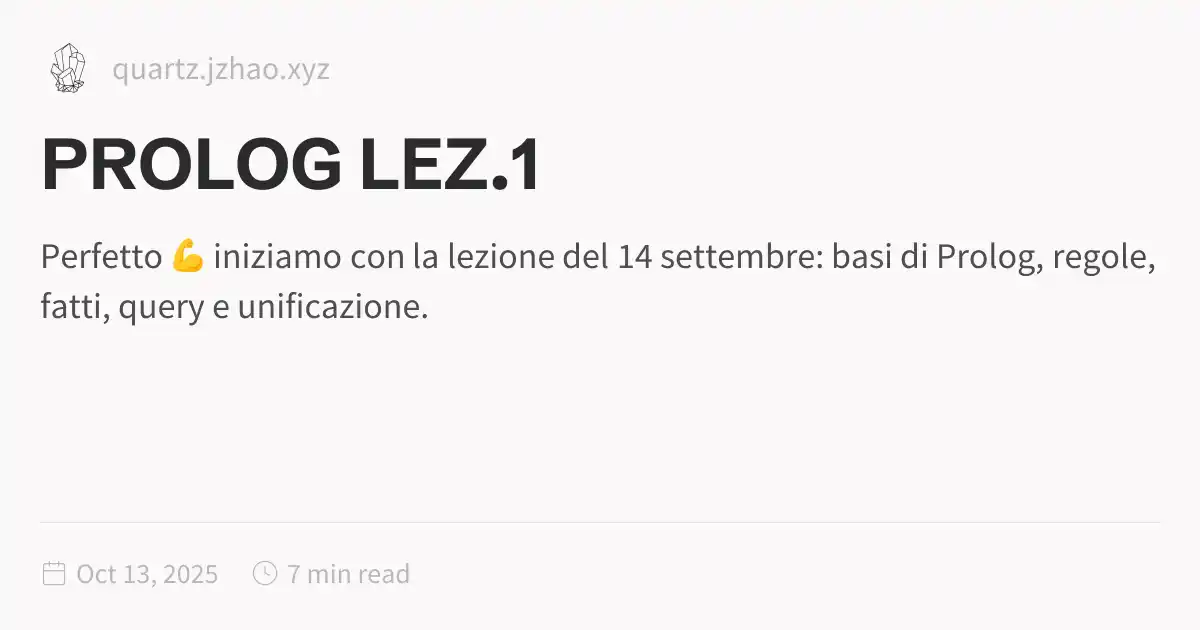 quartz.jzhao.xyz
PROLOG LEZ.1
Perfetto 💪 iniziamo con la lezione del 14 settembre: basi di Prolog, regole,
fatti, query e unificazione.
Oct 13, 2025 7 min read